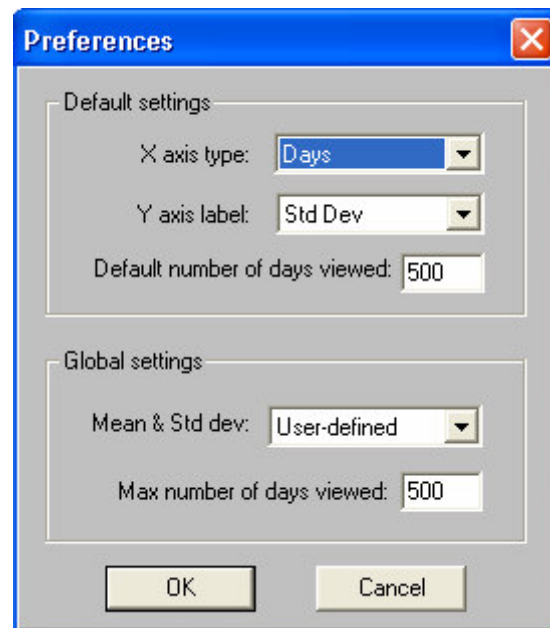 Preferences
Default settings
X axis type: Days
Y axis label: Std Dev
Default number of days viewed: 500
Global settings
Mean & Std dev: User-defined
Max number of days viewed: 500
OK Cancel